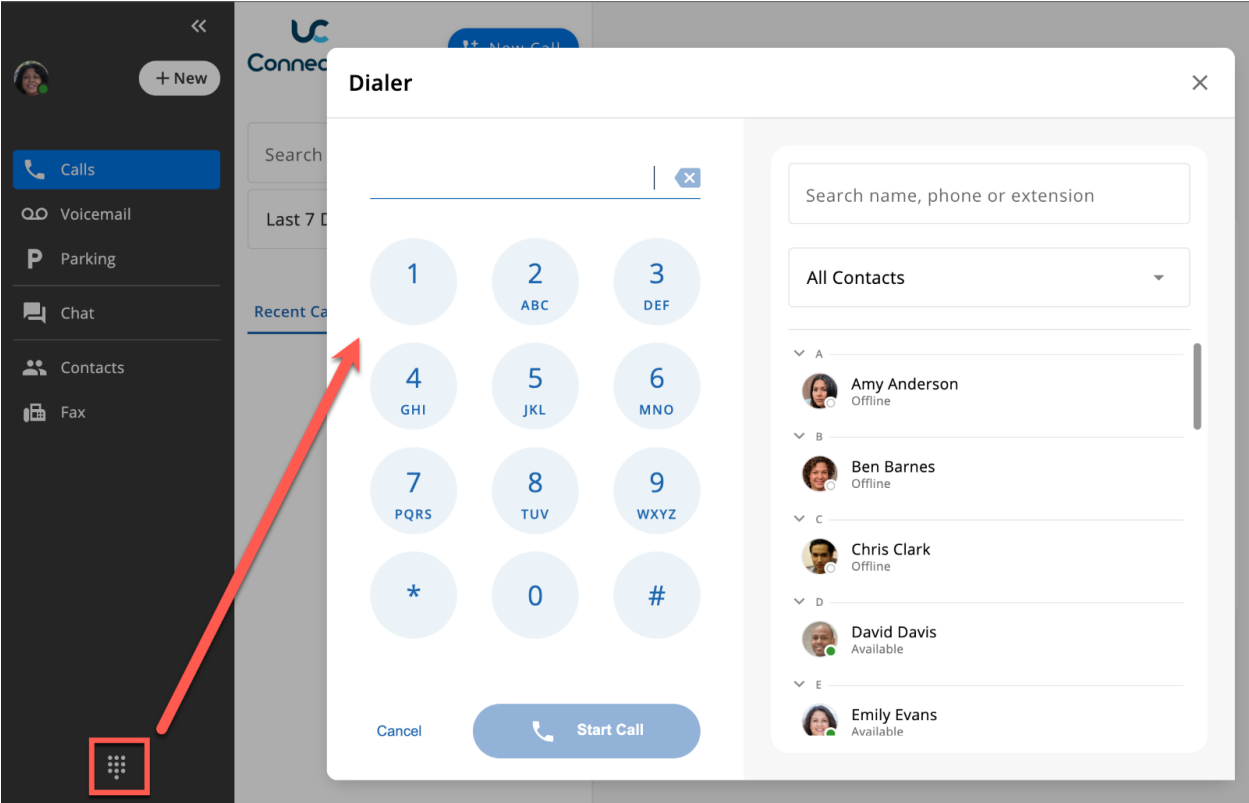 UC
Connec
New Call
+ New
Search
Last 7 D
Recent Ca
Calls
Voicemail
P
Parking
Chat
Contacts
Fax
Dialer
1
2
ABC
3
DEF
4
GHI
5
JKL
6
MNO
7
PQRS
8
TUV
9
WXYZ
*
0
#
Cancel
Start Call
Search name, phone or extension
All Contacts
A
Amy Anderson
Offline
B
Ben Barnes
Offline
C
Chris Clark
Offline
D
David Davis
Available
E
Emily Evans
Available